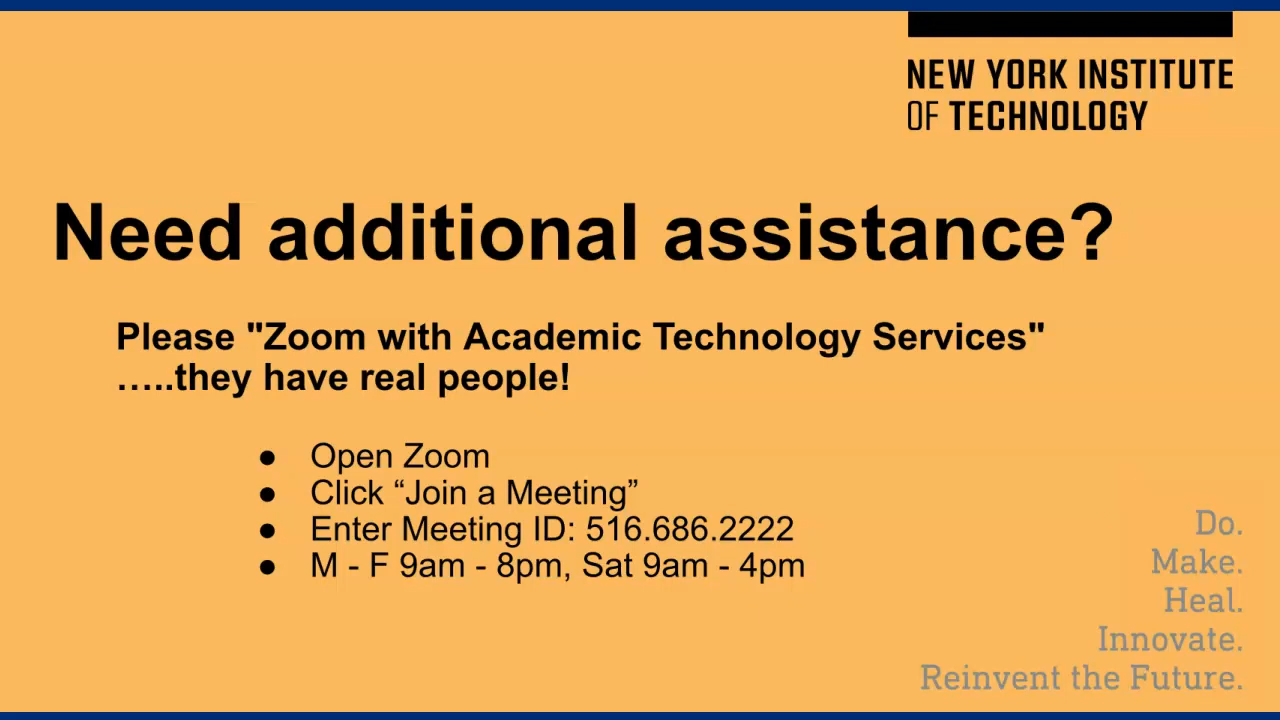 NEW YORK INSTITUTE
OF TECHNOLOGY
Need additional assistance?
Please "Zoom with Academic Technology Services"
…..they have real people!
● Open Zoom
● Click “Join a Meeting”
● Enter Meeting ID: 516.686.2222
● M - F 9am - 8pm, Sat 9am - 4pm
Do.
Make.
Heal.
Innovate.
Reinvent the Future.